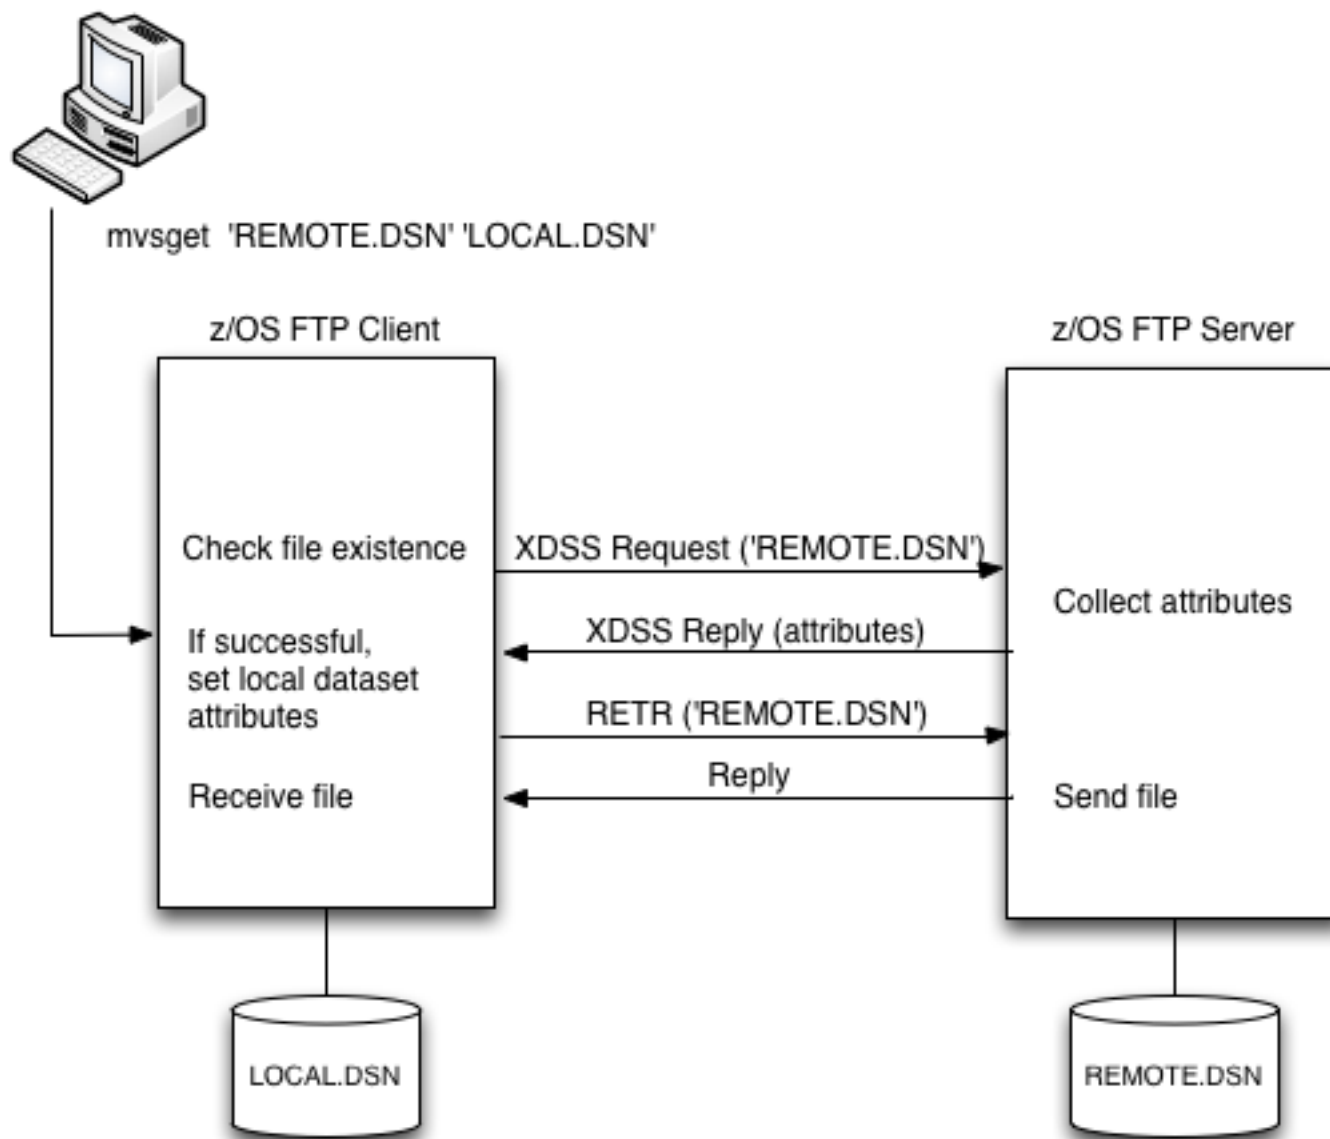 mvsget 'REMOTE.DSN' 'LOCAL.DSN'
z/OS FTP Client
z/OS FTP Server
Check file existence
XDSS Request ('REMOTE.DSN')
Collect attributes
XDSS Reply (attributes)
If successful,
set local dataset
attributes
RETR ('REMOTE.DSN')
Reply
Receive file
Send file
LOCAL.DSN
REMOTE.DSN